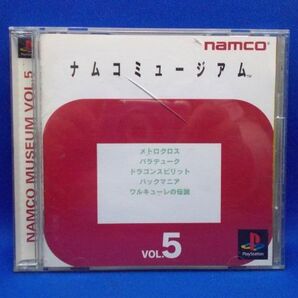 namco
ナムコミュージアム™
メトロクロス
バラデューク
ドラゴンスピリット
パックマニア
ワルキューレの伝説
VOL.5
PlayStation
NAMCO MUSEUM VOL.5